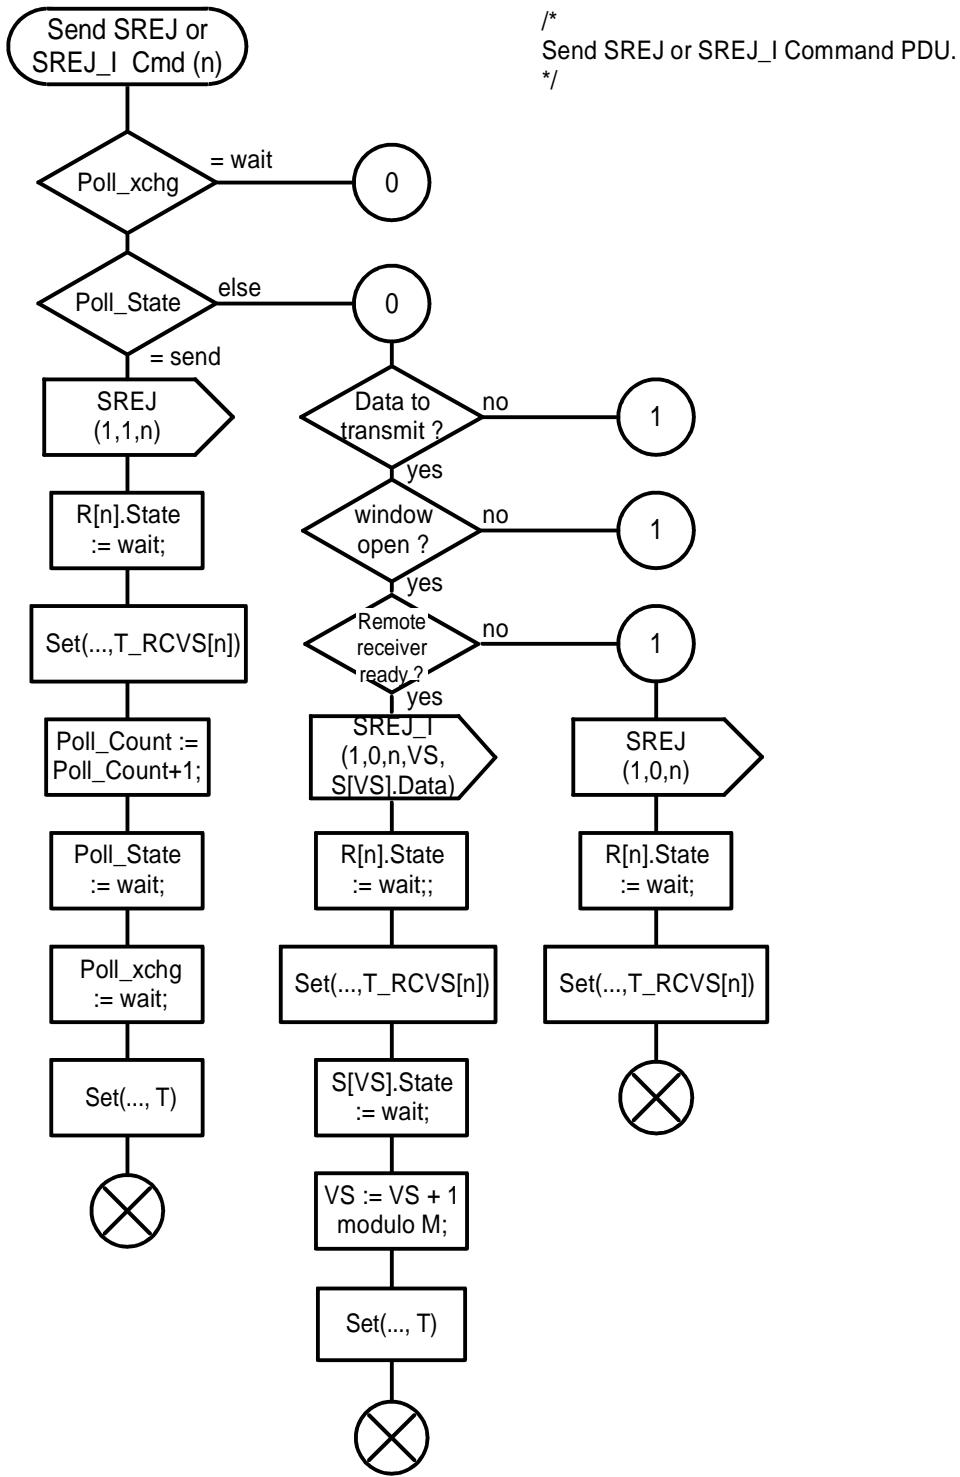 Send SREJ or
SREJ_I Cmd (n)
/*
Send SREJ or SREJ_I Command PDU.
*/
Poll_xchg
= wait
0
Poll_State
else
0
= send
SREJ
(1,1,n)
R[n].State
:= wait;
Set(...,T_RCVS[n])
Poll_Count :=
Poll_Count+1;
Poll_State
:= wait;
Poll_xchg
:= wait;
Set(..., T)
Data to
transmit ?
no
1
yes
window
open ?
no
1
yes
Remote
receiver
ready ?
no
1
yes
SREJ_I
(1,0,n,VS,
S[VS].Data)
R[n].State
:= wait;;
Set(...,T_RCVS[n])
S[VS].State
:= wait;
VS := VS + 1
modulo M;
Set(..., T)
SREJ
(1,0,n)
R[n].State
:= wait;
Set(...,T_RCVS[n])